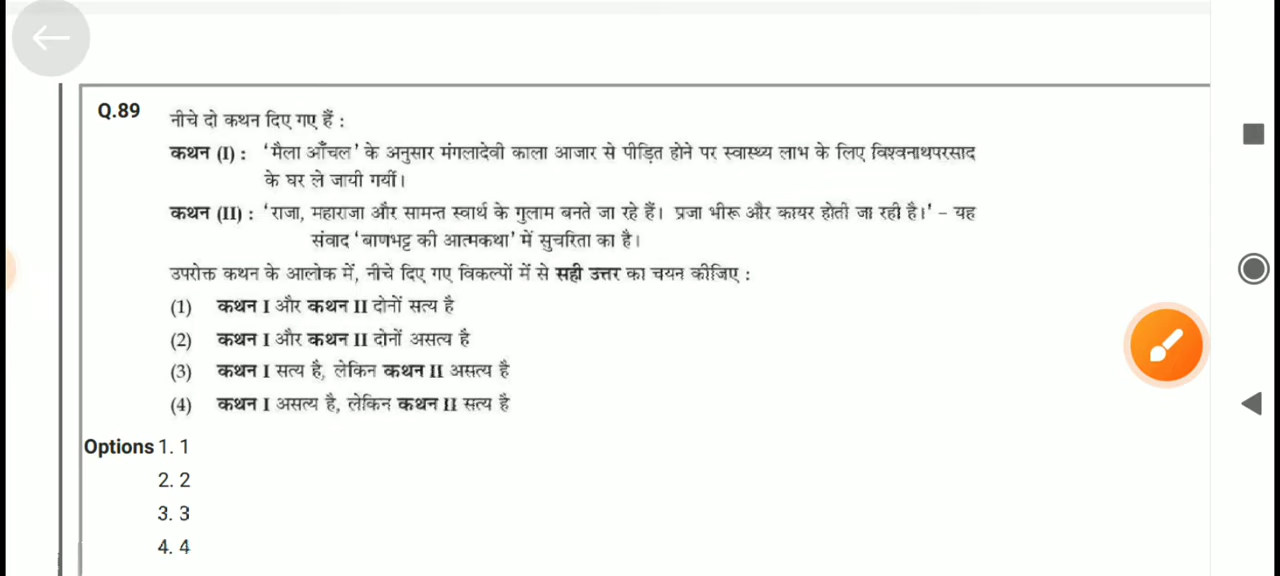 Q.89 नीचे दो कथन दिए गए हैं :
कथन (I) : 'मैला आँचल' के अनुसार मंगलादेवी काला आजार से पीड़ित होने पर स्वास्थ्य लाभ के लिए विश्वनाथपरसाद
के घर ले जायी गयीं।
कथन (II) : 'राजा, महाराजा और सामन्त स्वार्थ के गुलाम बनते जा रहे हैं। प्रजा भीरू और कायर होती जा रही है।' – यह
संवाद 'बाणभट्ट की आत्मकथा' में सुचरिता का है।
उपरोक्त कथन के आलोक में, नीचे दिए गए विकल्पों में से सही उत्तर का चयन कीजिए :
(1) कथन I और कथन II दोनों सत्य है
(2) कथन I और कथन II दोनों असत्य है
(3) कथन I सत्य है, लेकिन कथन II असत्य है
(4) कथन I असत्य है, लेकिन कथन II सत्य है
Options 1. 1
2. 2
3. 3
4. 4